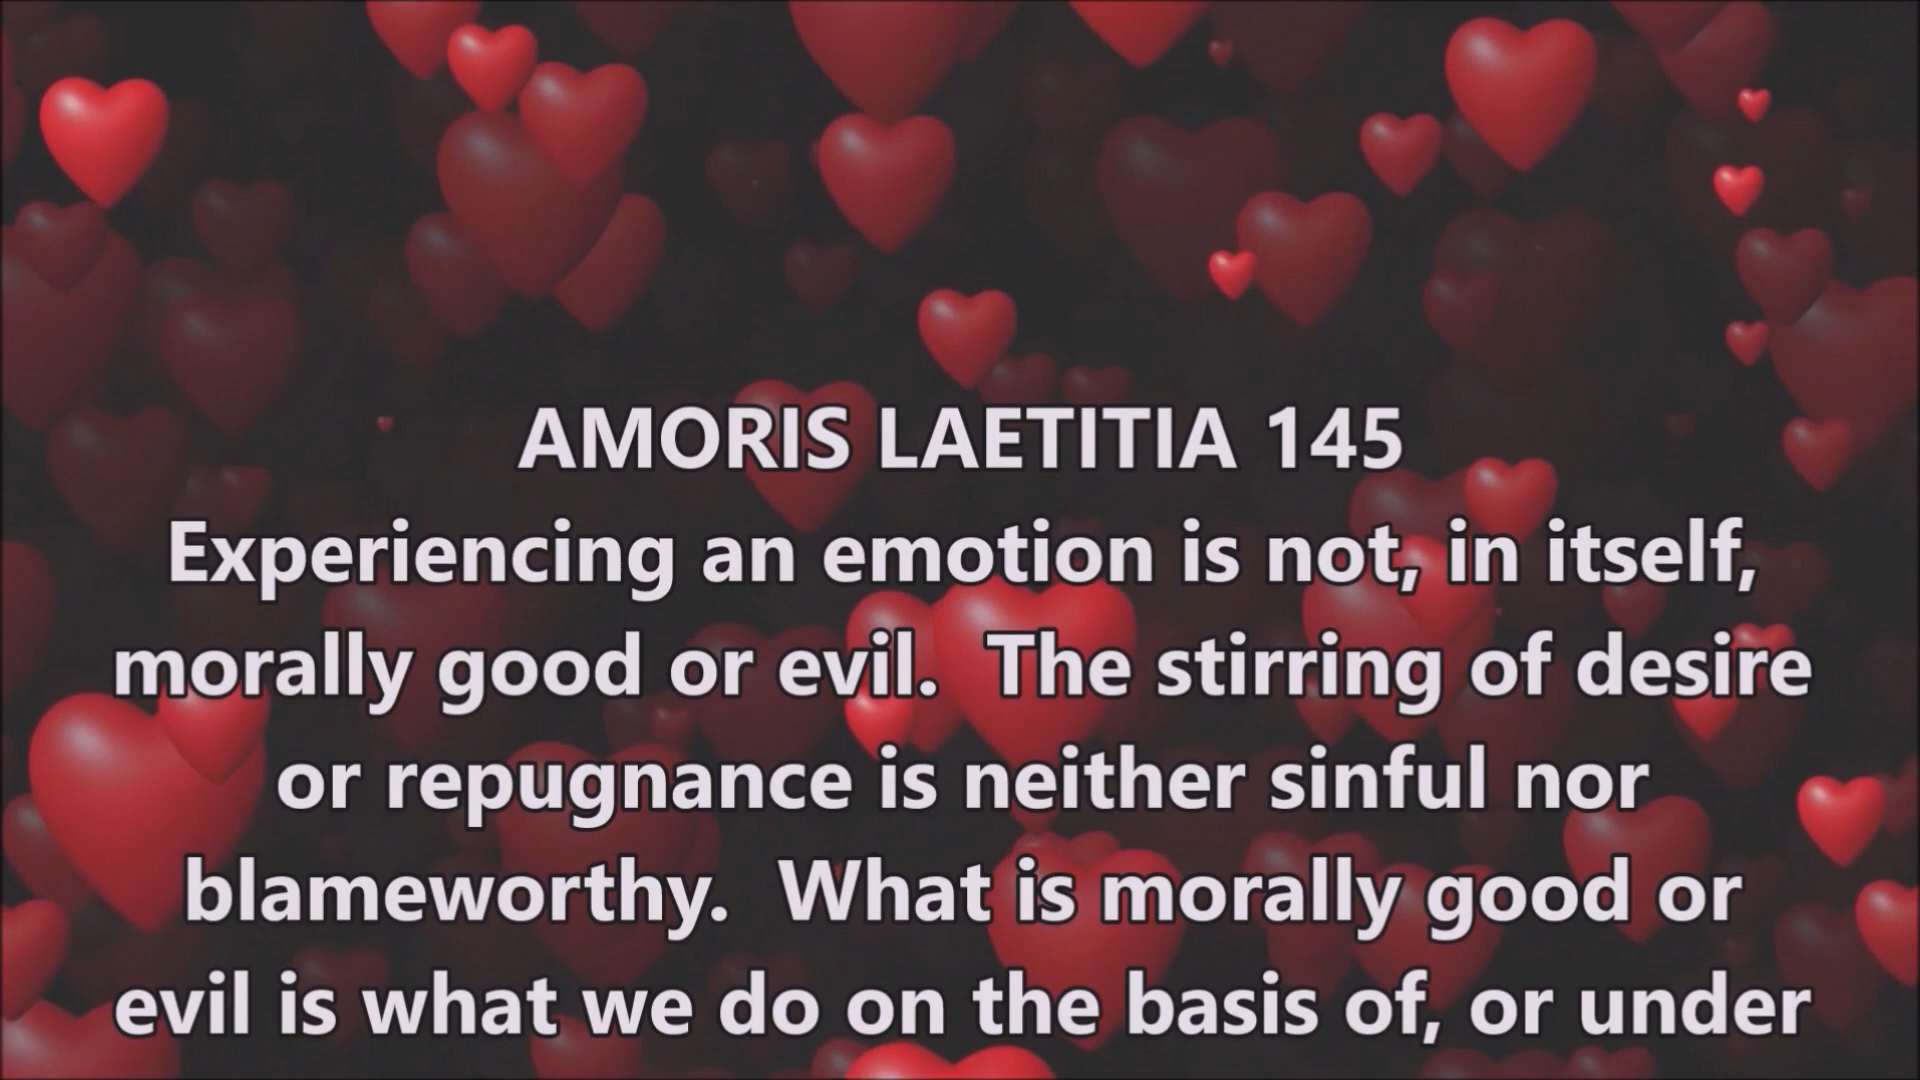 AMORIS LAETITIA 145
Experiencing an emotion is not, in itself,
morally good or evil.  The stirring of desire
or repugnance is neither sinful nor
blameworthy.  What is morally good or
evil is what we do on the basis of, or under